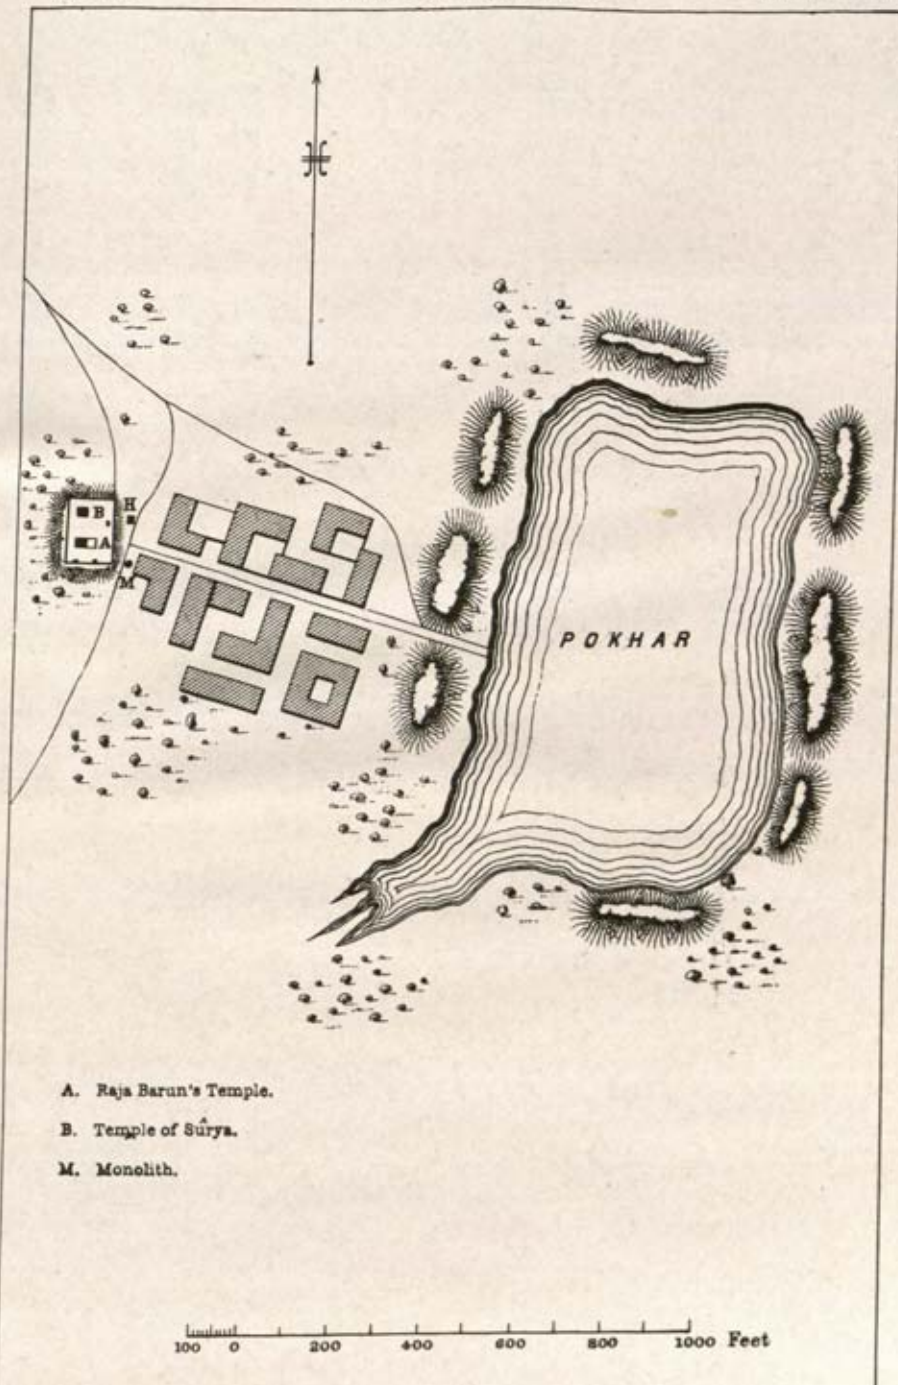 B
H
A
M
POKHAR
A. Raja Barun's Temple.
B. Temple of Sûrya.
M. Monolith.
100 0 200 400 600 800 1000 Feet